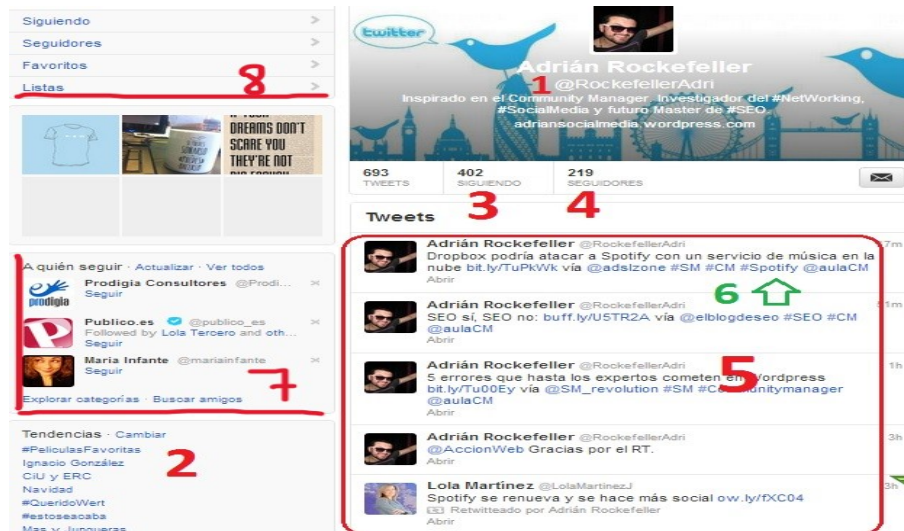 Siguiendo
Seguidores
Favoritos
Listas
8
DREAMS DON'T
SCARE YOU
THEY'RE NOT
A quién seguir · Actualizar · Ver todos
Prodigia Consultores @Prodi...
Seguir
prodigia
Publico.es @publico_es
Followed by Lola Tercero and oth...
Seguir
Maria Infante @mariainfante
Seguir
7
Explorar categorías · Buscar amigos
Tendencias · Cambiar
#PeliculasFavoritas
Ignacio González
CiU y ERC
Navidad
#QueridoWert
#estoseacaba
Mas y Junqueras
2
twitter
Adrián Rockefeller
1
@RockefellerAdri
Inspirado en el Community Manager. Investigador del #NetWorking,
#SocialMedia y futuro Master de #SEO.
adriansocialmedia.wordpress.com
693 402 219
TWEETS SIGUIENDO SEGUIDORES
3 4
Tweets
Adrián Rockefeller @RockefellerAdri 7m
Dropbox podría atacar a Spotify con un servicio de música en la
nube bit.ly/TuPkWk vía @adslzone #SM #CM #Spotify @aulaCM
Abrir
6
Adrián Rockefeller @RockefellerAdri 1m
SEO sí, SEO no: buff.ly/U5TR2A vía @elblogdeseo #SEO #CM
@aulaCM
Abrir
Adrián Rockefeller @RockefellerAdri 1h
5 errores que hasta los expertos cometen en Wordpress
bit.ly/Tu00Ey vía @SM_revolution #SM #Communitymanager
@aulaCM
Abrir
5
Adrián Rockefeller @RockefellerAdri 3h
@AccionWeb Gracias por el RT.
Abrir
Lola Martínez @LolaMartinezJ 3h
Spotify se renueva y se hace más social ow.ly/fXC04
Retwitteado por Adrián Rockefeller
Abrir